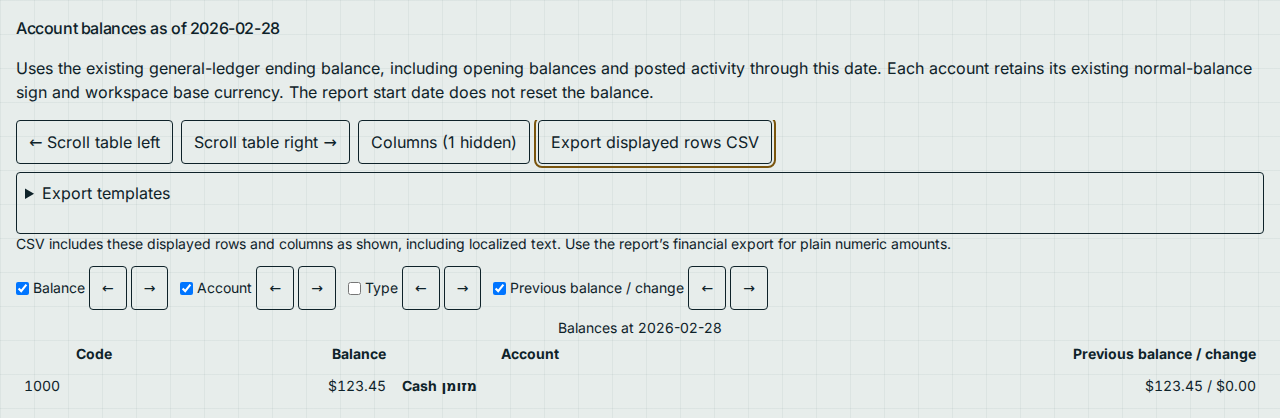 Account balances as of 2026-02-28
Uses the existing general-ledger ending balance, including opening balances and posted activity through this date. Each account retains its existing normal-balance
sign and workspace base currency. The report start date does not reset the balance.
← Scroll table left Scroll table right → Columns (1 hidden) Export displayed rows CSV
▶ Export templates
CSV includes these displayed rows and columns as shown, including localized text. Use the report’s financial export for plain numeric amounts.
Balance ← → Account ← → Type ← → Previous balance / change ← →
Balances at 2026-02-28
Code Balance Account Previous balance / change
1000 $123.45 Cash מזומן $123.45 / $0.00